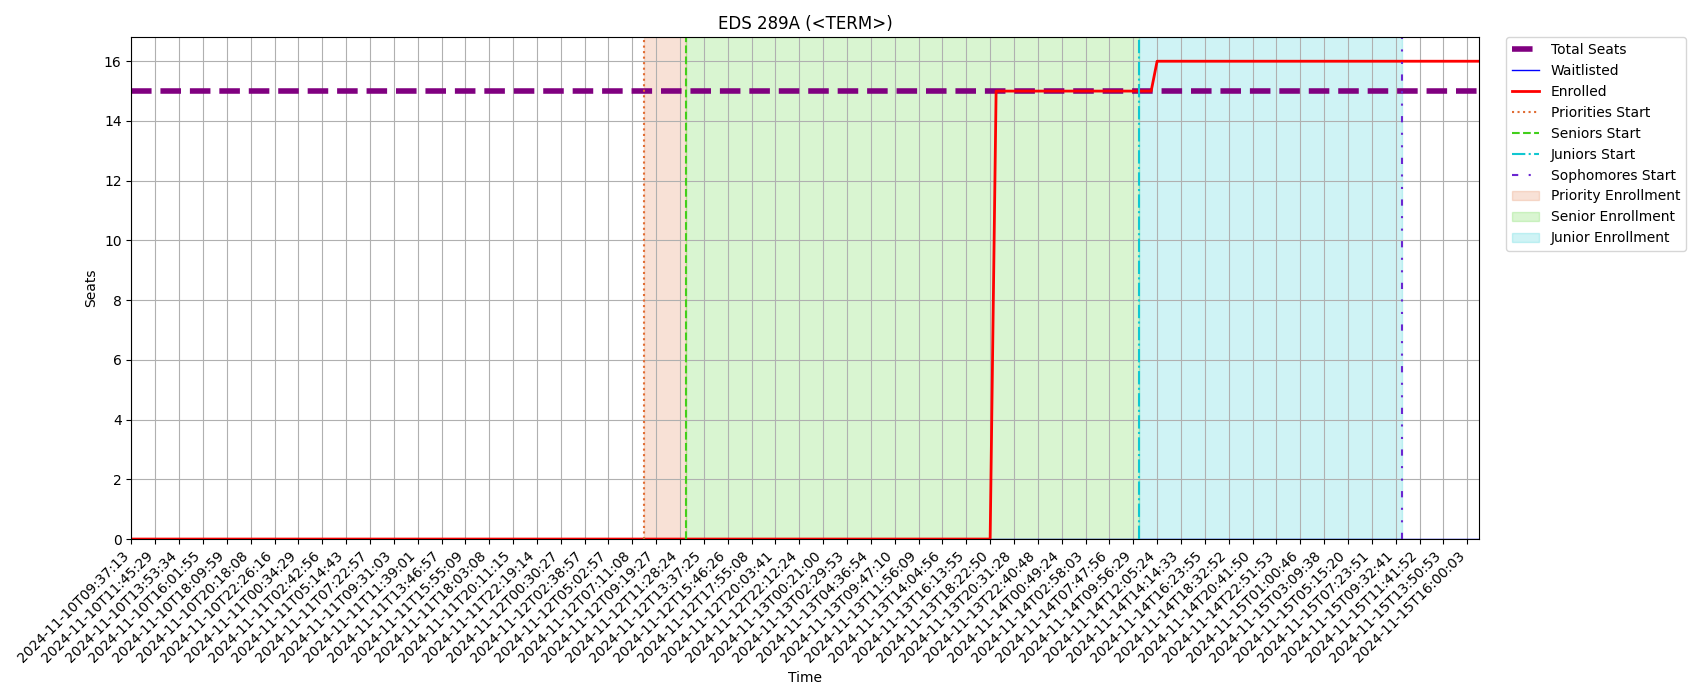 EDS 289A (<TERM>)
16
14
12
10
8
6
4
2
0
Seats
Total Seats
Waitlisted
Enrolled
Priorities Start
Seniors Start
Juniors Start
Sophomores Start
Priority Enrollment
Senior Enrollment
Junior Enrollment
2024-11-10T09:37:13
2024-11-10T11:45:29
2024-11-10T13:53:34
2024-11-10T16:01:55
2024-11-10T18:09:59
2024-11-10T20:18:08
2024-11-10T22:26:16
2024-11-11T00:34:29
2024-11-11T02:42:56
2024-11-11T05:14:43
2024-11-11T07:22:57
2024-11-11T09:31:03
2024-11-11T11:39:01
2024-11-11T13:46:57
2024-11-11T15:55:09
2024-11-11T18:03:08
2024-11-11T20:11:15
2024-11-11T22:19:14
2024-11-12T00:30:27
2024-11-12T02:38:57
2024-11-12T05:02:57
2024-11-12T07:11:08
2024-11-12T09:19:27
2024-11-12T11:28:24
2024-11-12T13:37:25
2024-11-12T15:46:26
2024-11-12T17:55:08
2024-11-12T20:03:41
2024-11-12T22:12:24
2024-11-13T00:21:00
2024-11-13T02:29:53
2024-11-13T04:36:54
2024-11-13T09:47:10
2024-11-13T11:56:09
2024-11-13T14:04:56
2024-11-13T16:13:55
2024-11-13T18:22:50
2024-11-13T20:31:28
2024-11-13T22:40:48
2024-11-14T00:49:24
2024-11-14T02:58:03
2024-11-14T07:47:56
2024-11-14T09:56:29
2024-11-14T12:05:24
2024-11-14T14:14:33
2024-11-14T16:23:55
2024-11-14T18:32:52
2024-11-14T20:41:50
2024-11-14T22:51:53
2024-11-15T01:00:46
2024-11-15T03:09:38
2024-11-15T05:15:20
2024-11-15T07:23:51
2024-11-15T09:32:41
2024-11-15T11:41:52
2024-11-15T13:50:53
2024-11-15T16:00:03
Time